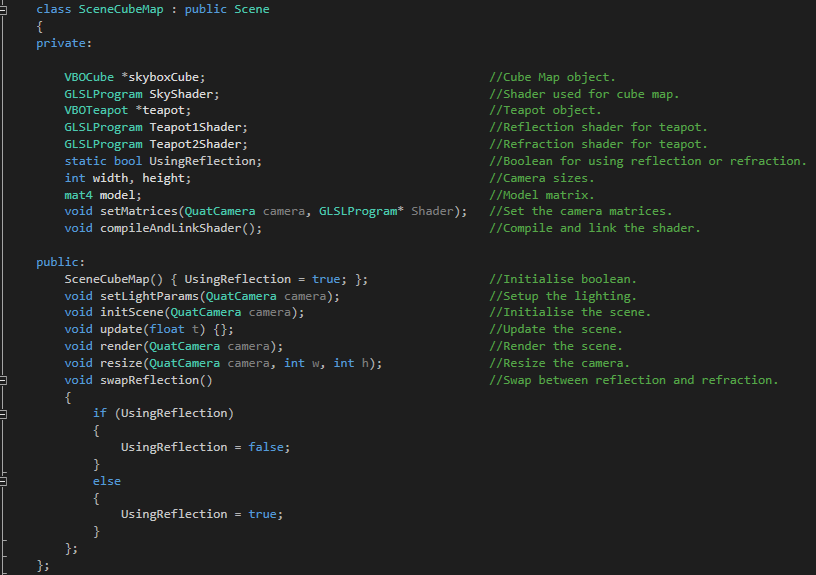 class SceneCubeMap : public Scene
{
private:
VBOCube *skyboxCube; //Cube Map object.
GLSLProgram SkyShader; //Shader used for cube map.
VBOTeapot *teapot; //Teapot object.
GLSLProgram Teapot1Shader; //Reflection shader for teapot.
GLSLProgram Teapot2Shader; //Refraction shader for teapot.
static bool UsingReflection; //Boolean for using reflection or refraction.
int width, height; //Camera sizes.
mat4 model; //Model matrix.
void setMatrices(QuatCamera camera, GLSLProgram* Shader); //Set the camera matrices.
void compileAndLinkShader(); //Compile and link the shader.
public:
SceneCubeMap() { UsingReflection = true; }; //Initialise boolean.
void setLightParams(QuatCamera camera); //Setup the lighting.
void initScene(QuatCamera camera); //Initialise the scene.
void update(float t) {}; //Update the scene.
void render(QuatCamera camera); //Render the scene.
void resize(QuatCamera camera, int w, int h); //Resize the camera.
void swapReflection() //Swap between reflection and refraction.
{
if (UsingReflection)
{
UsingReflection = false;
}
else
{
UsingReflection = true;
}
};
};